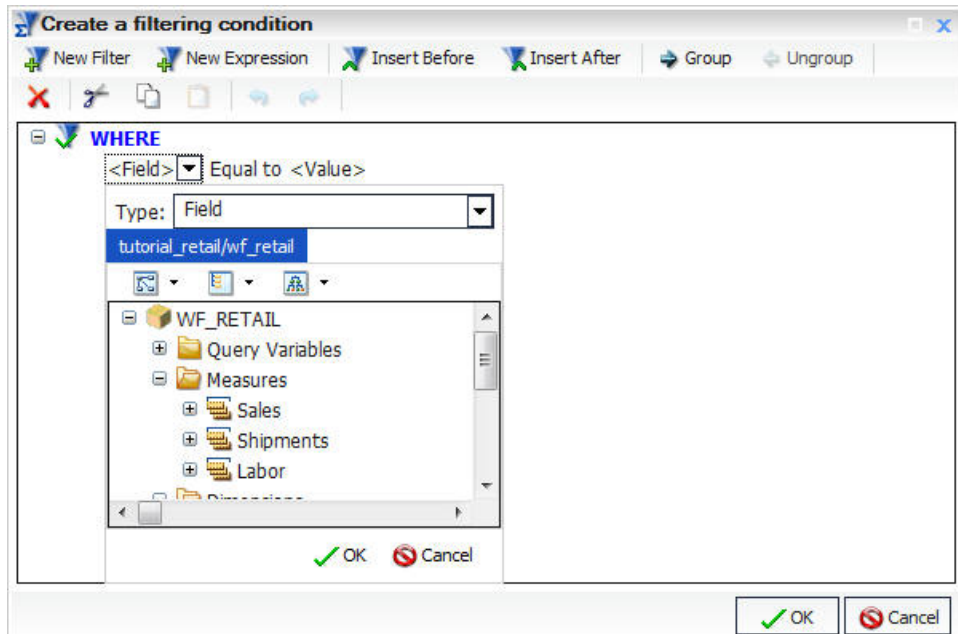 Create a filtering condition
New Filter New Expression Insert Before Insert After Group Ungroup
WHERE
<Field> Equal to <Value>
Type: Field
tutorial_retail/wf_retail
WF_RETAIL
Query Variables
Measures
Sales
Shipments
Labor
Dimensions
OK Cancel
OK Cancel